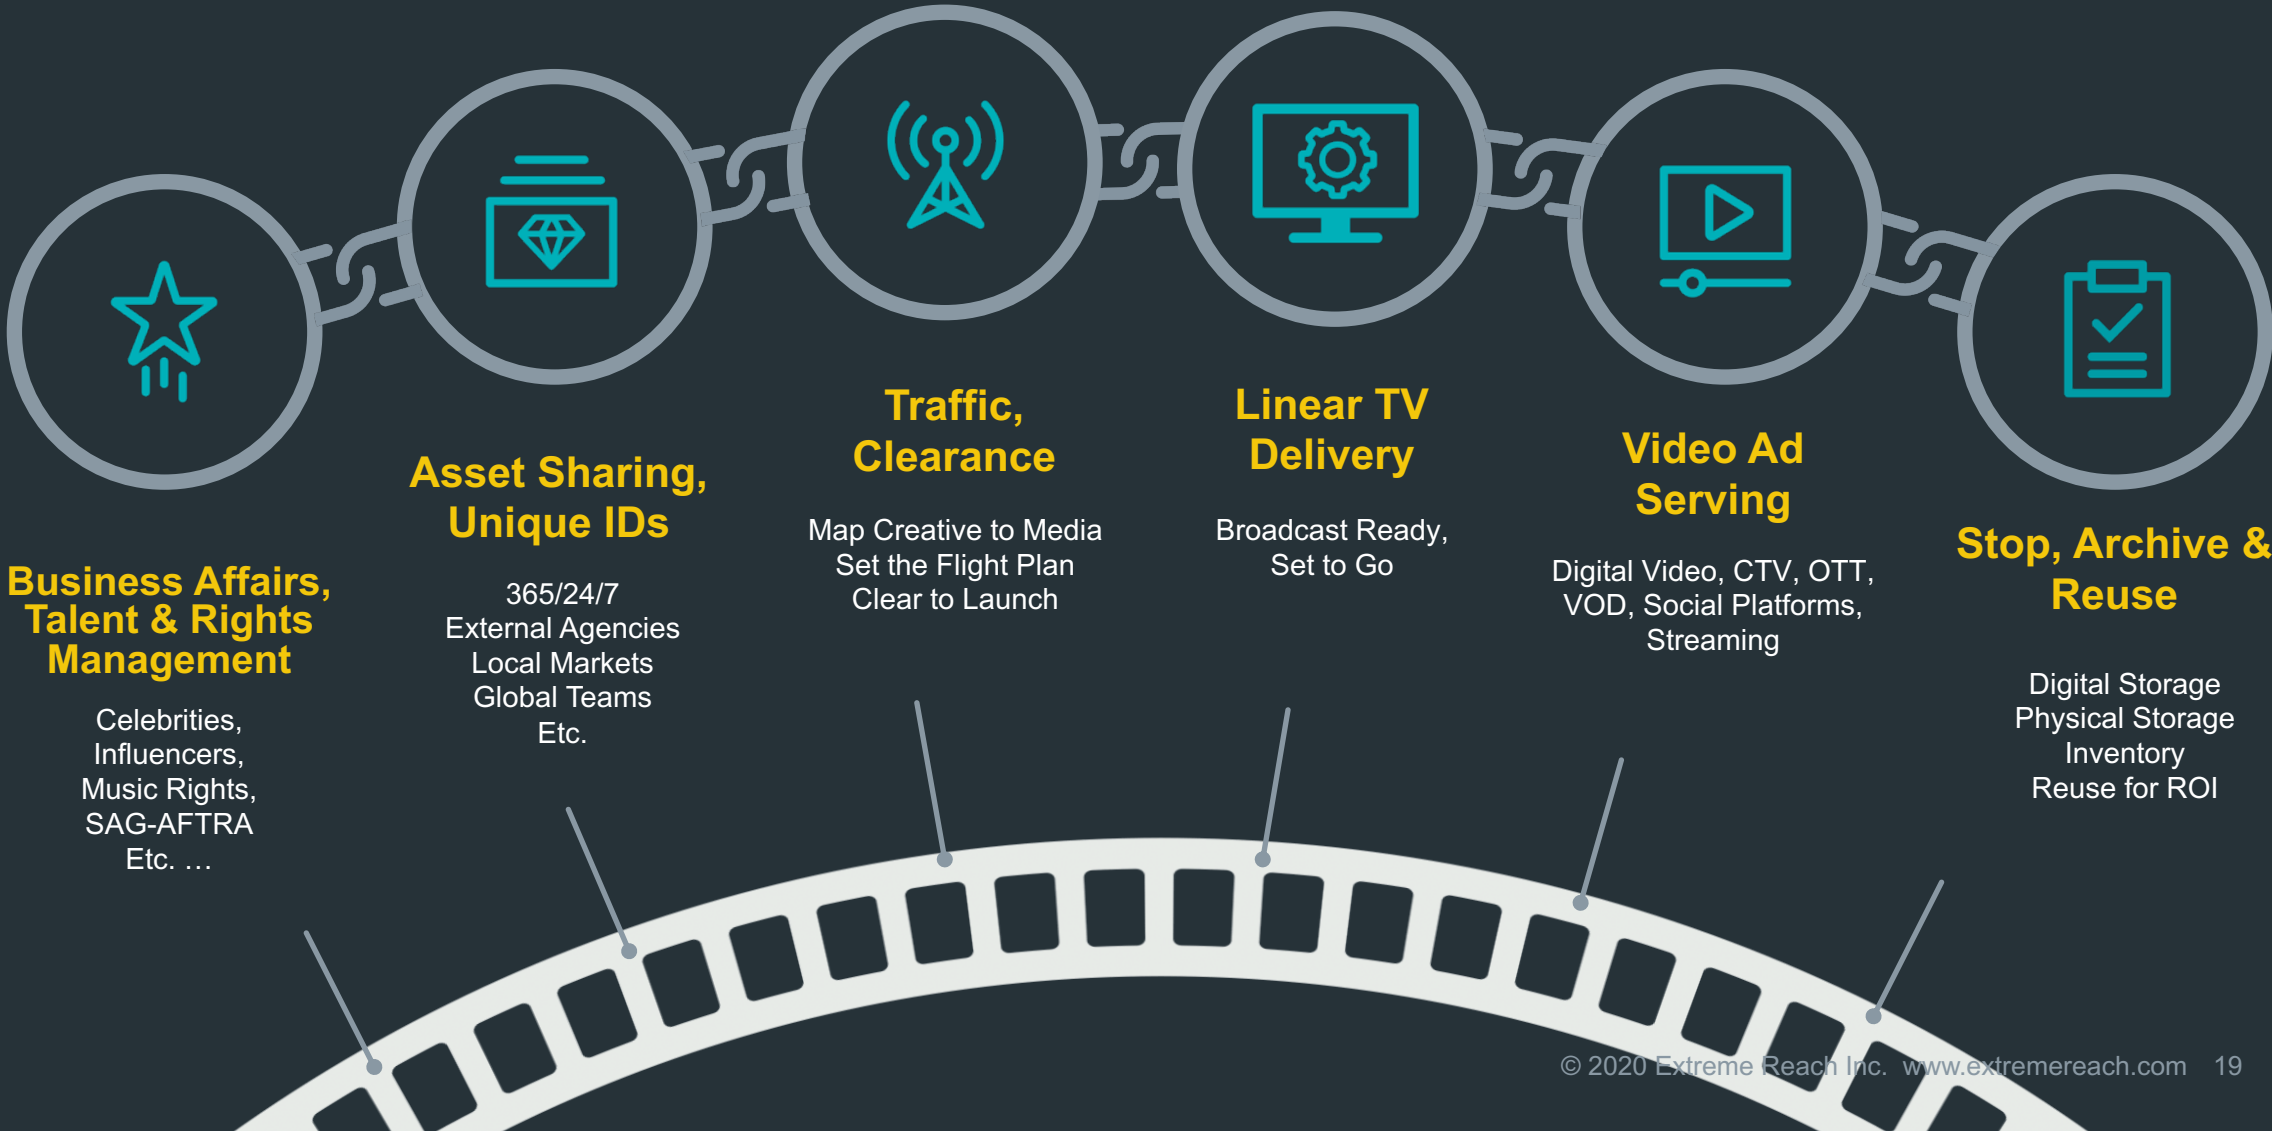 Business Affairs,
Talent & Rights
Management
Celebrities,
Influencers,
Music Rights,
SAG-AFTRA
Etc. …
Asset Sharing,
Unique IDs
365/24/7
External Agencies
Local Markets
Global Teams
Etc.
Traffic,
Clearance
Map Creative to Media
Set the Flight Plan
Clear to Launch
Linear TV
Delivery
Broadcast Ready,
Set to Go
Video Ad
Serving
Digital Video, CTV, OTT,
VOD, Social Platforms,
Streaming
Stop, Archive &
Reuse
Digital Storage
Physical Storage
Inventory
Reuse for ROI
© 2020 Extreme Reach Inc. www.extremereach.com 19